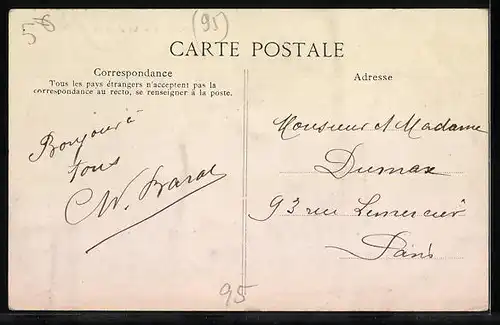 50
(95)
CARTE POSTALE
Correspondance
Tous les pays étrangers n'acceptent pas la
correspondance au recto, se renseigner à la poste.
Bonjour à
tous
Adresse
Monsieur et Madame
Dumax
93 rue Lemercier
Paris
95